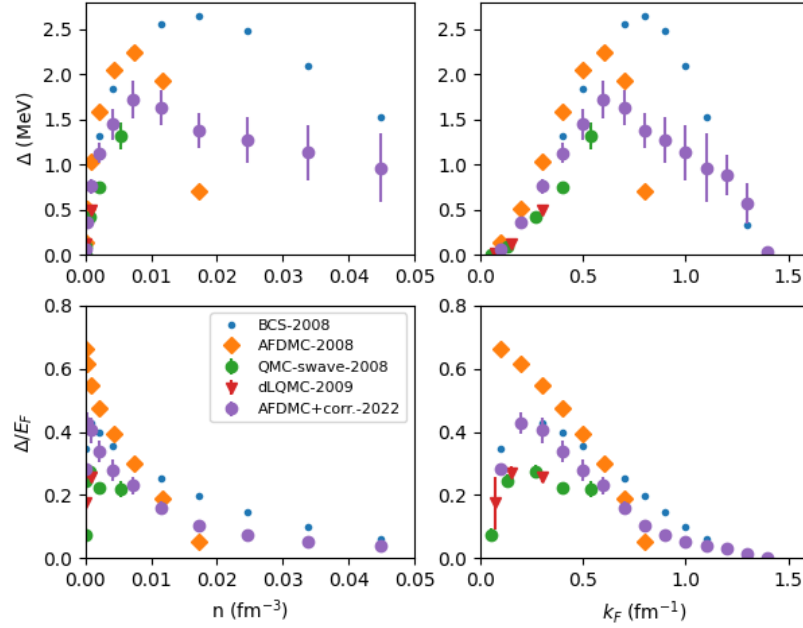 Δ (MeV)
2.5
2.0
1.5
1.0
0.5
0.0
0.00 0.01 0.02 0.03 0.04 0.05
2.5
2.0
1.5
1.0
0.5
0.0
0.0 0.5 1.0 1.5
Δ/E_F
0.8
0.6
0.4
0.2
0.0
BCS-2008
AFDMC-2008
QMC-swave-2008
dLQMC-2009
AFDMC+corr.-2022
0.00 0.01 0.02 0.03 0.04 0.05
n (fm⁻³)
0.8
0.6
0.4
0.2
0.0
0.0 0.5 1.0 1.5
k_F (fm⁻¹)